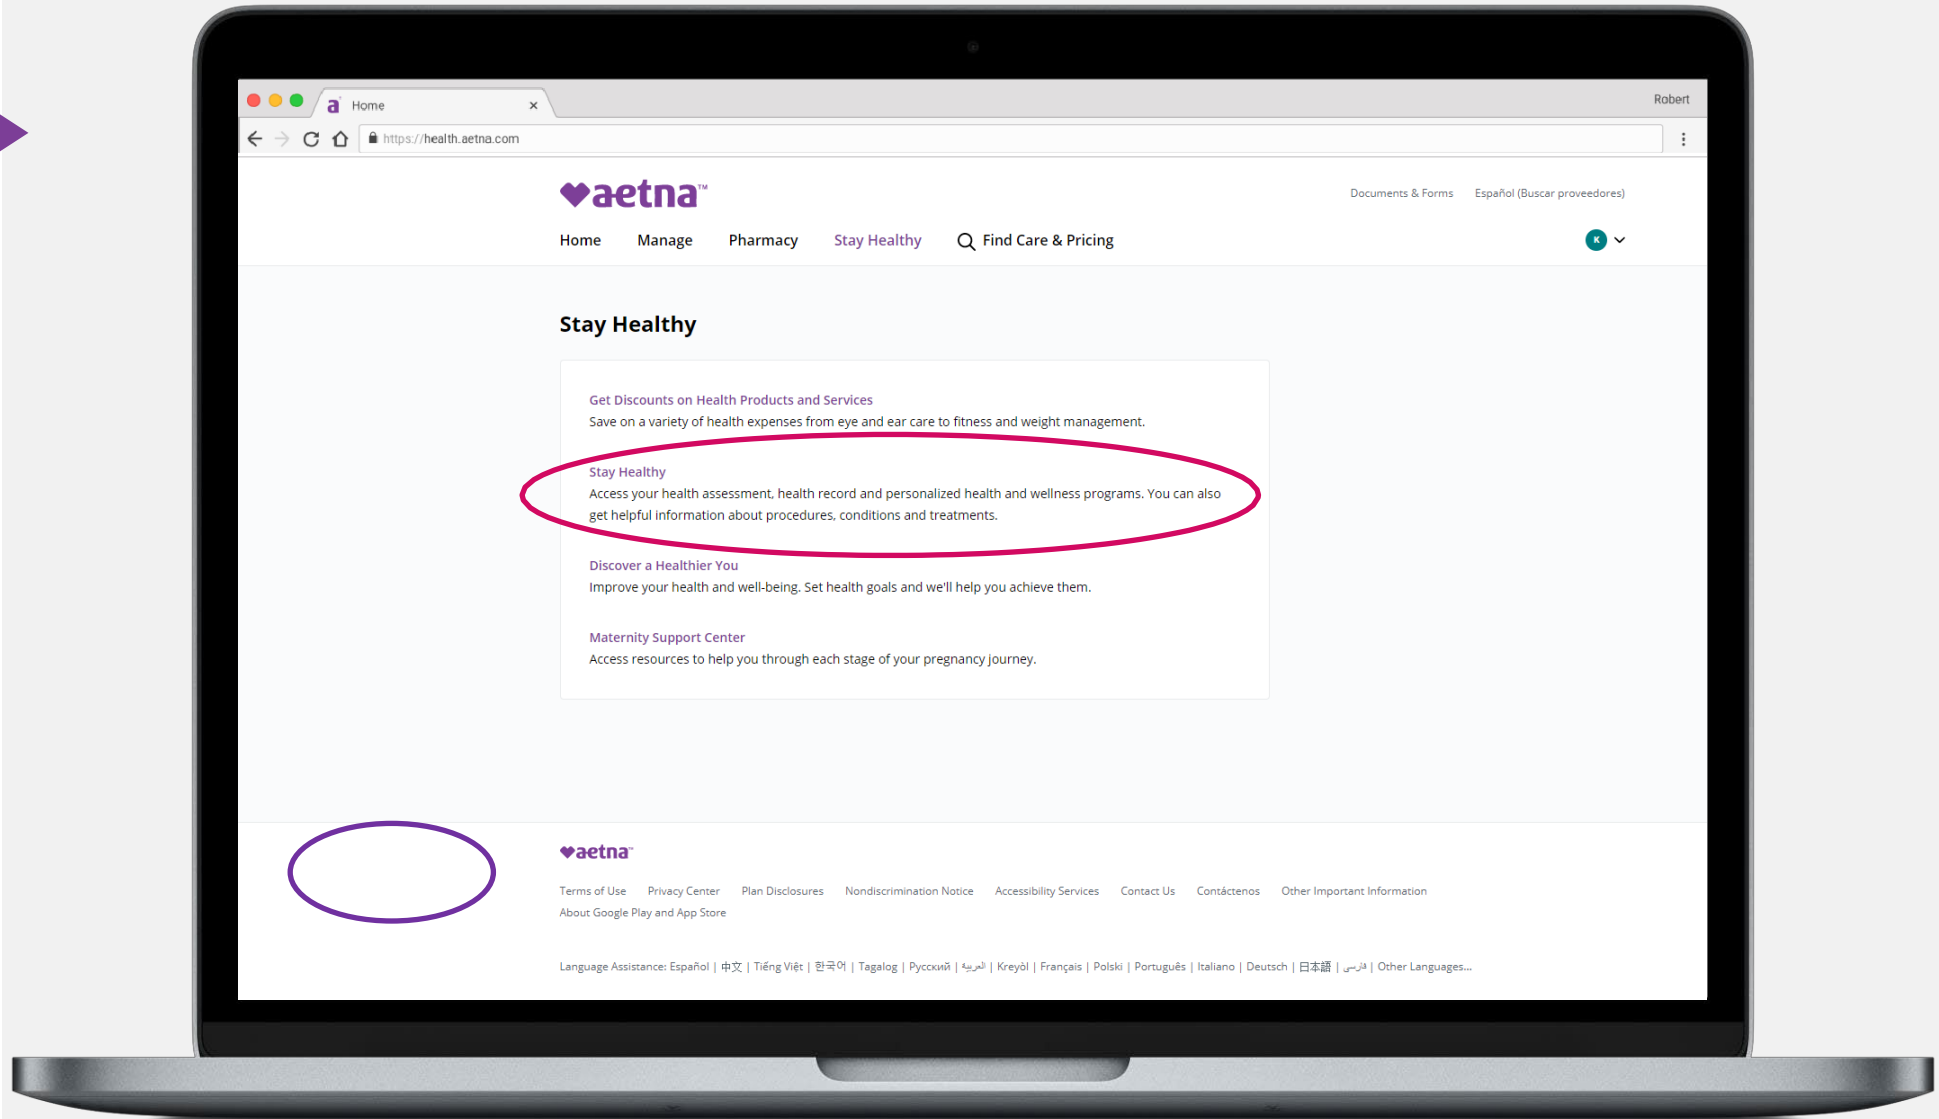 a Home ×
Robert
https://health.aetna.com
aetna™
Documents & Forms Español (Buscar proveedores)
Home Manage Pharmacy Stay Healthy Find Care & Pricing
K
Stay Healthy
Get Discounts on Health Products and Services
Save on a variety of health expenses from eye and ear care to fitness and weight management.
Stay Healthy
Access your health assessment, health record and personalized health and wellness programs. You can also
get helpful information about procedures, conditions and treatments.
Discover a Healthier You
Improve your health and well-being. Set health goals and we'll help you achieve them.
Maternity Support Center
Access resources to help you through each stage of your pregnancy journey.
aetna™
Terms of Use Privacy Center Plan Disclosures Nondiscrimination Notice Accessibility Services Contact Us Contáctenos Other Important Information
About Google Play and App Store
Language Assistance: Español | 中文 | Tiếng Việt | 한국어 | Tagalog | Русский | العربية | Kreyòl | Français | Polski | Português | Italiano | Deutsch | 日本語 | فارسی | Other Languages...